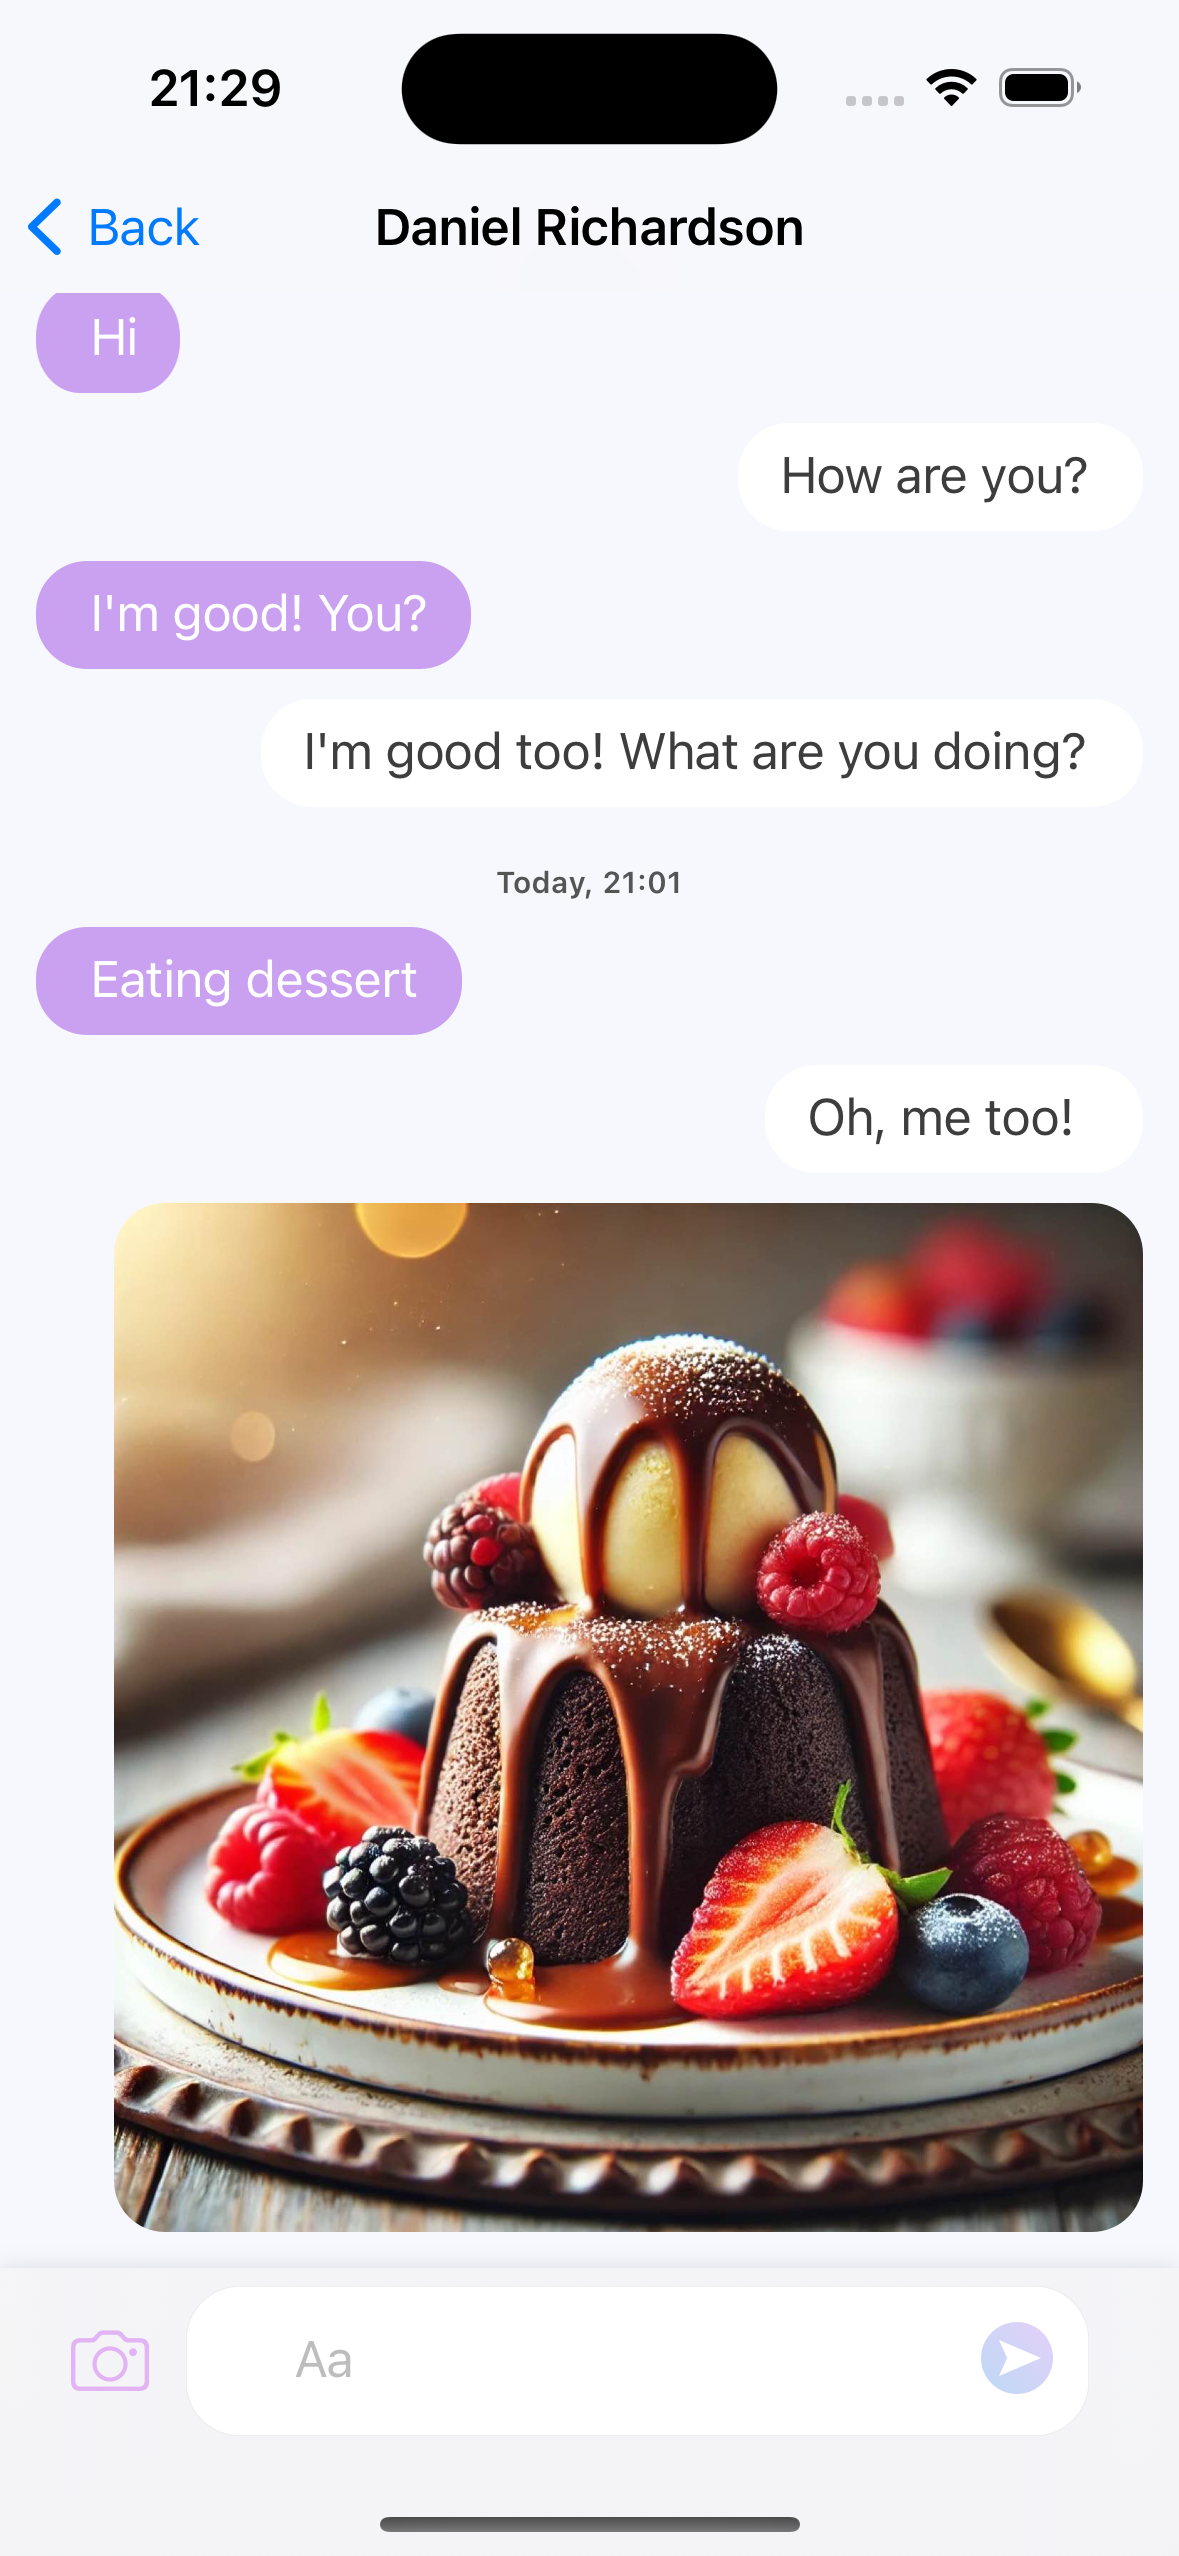 21:29
Back
Daniel Richardson
Hi
How are you?
I'm good! You?
I'm good too! What are you doing?
Today, 21:01
Eating dessert
Oh, me too!
Aa